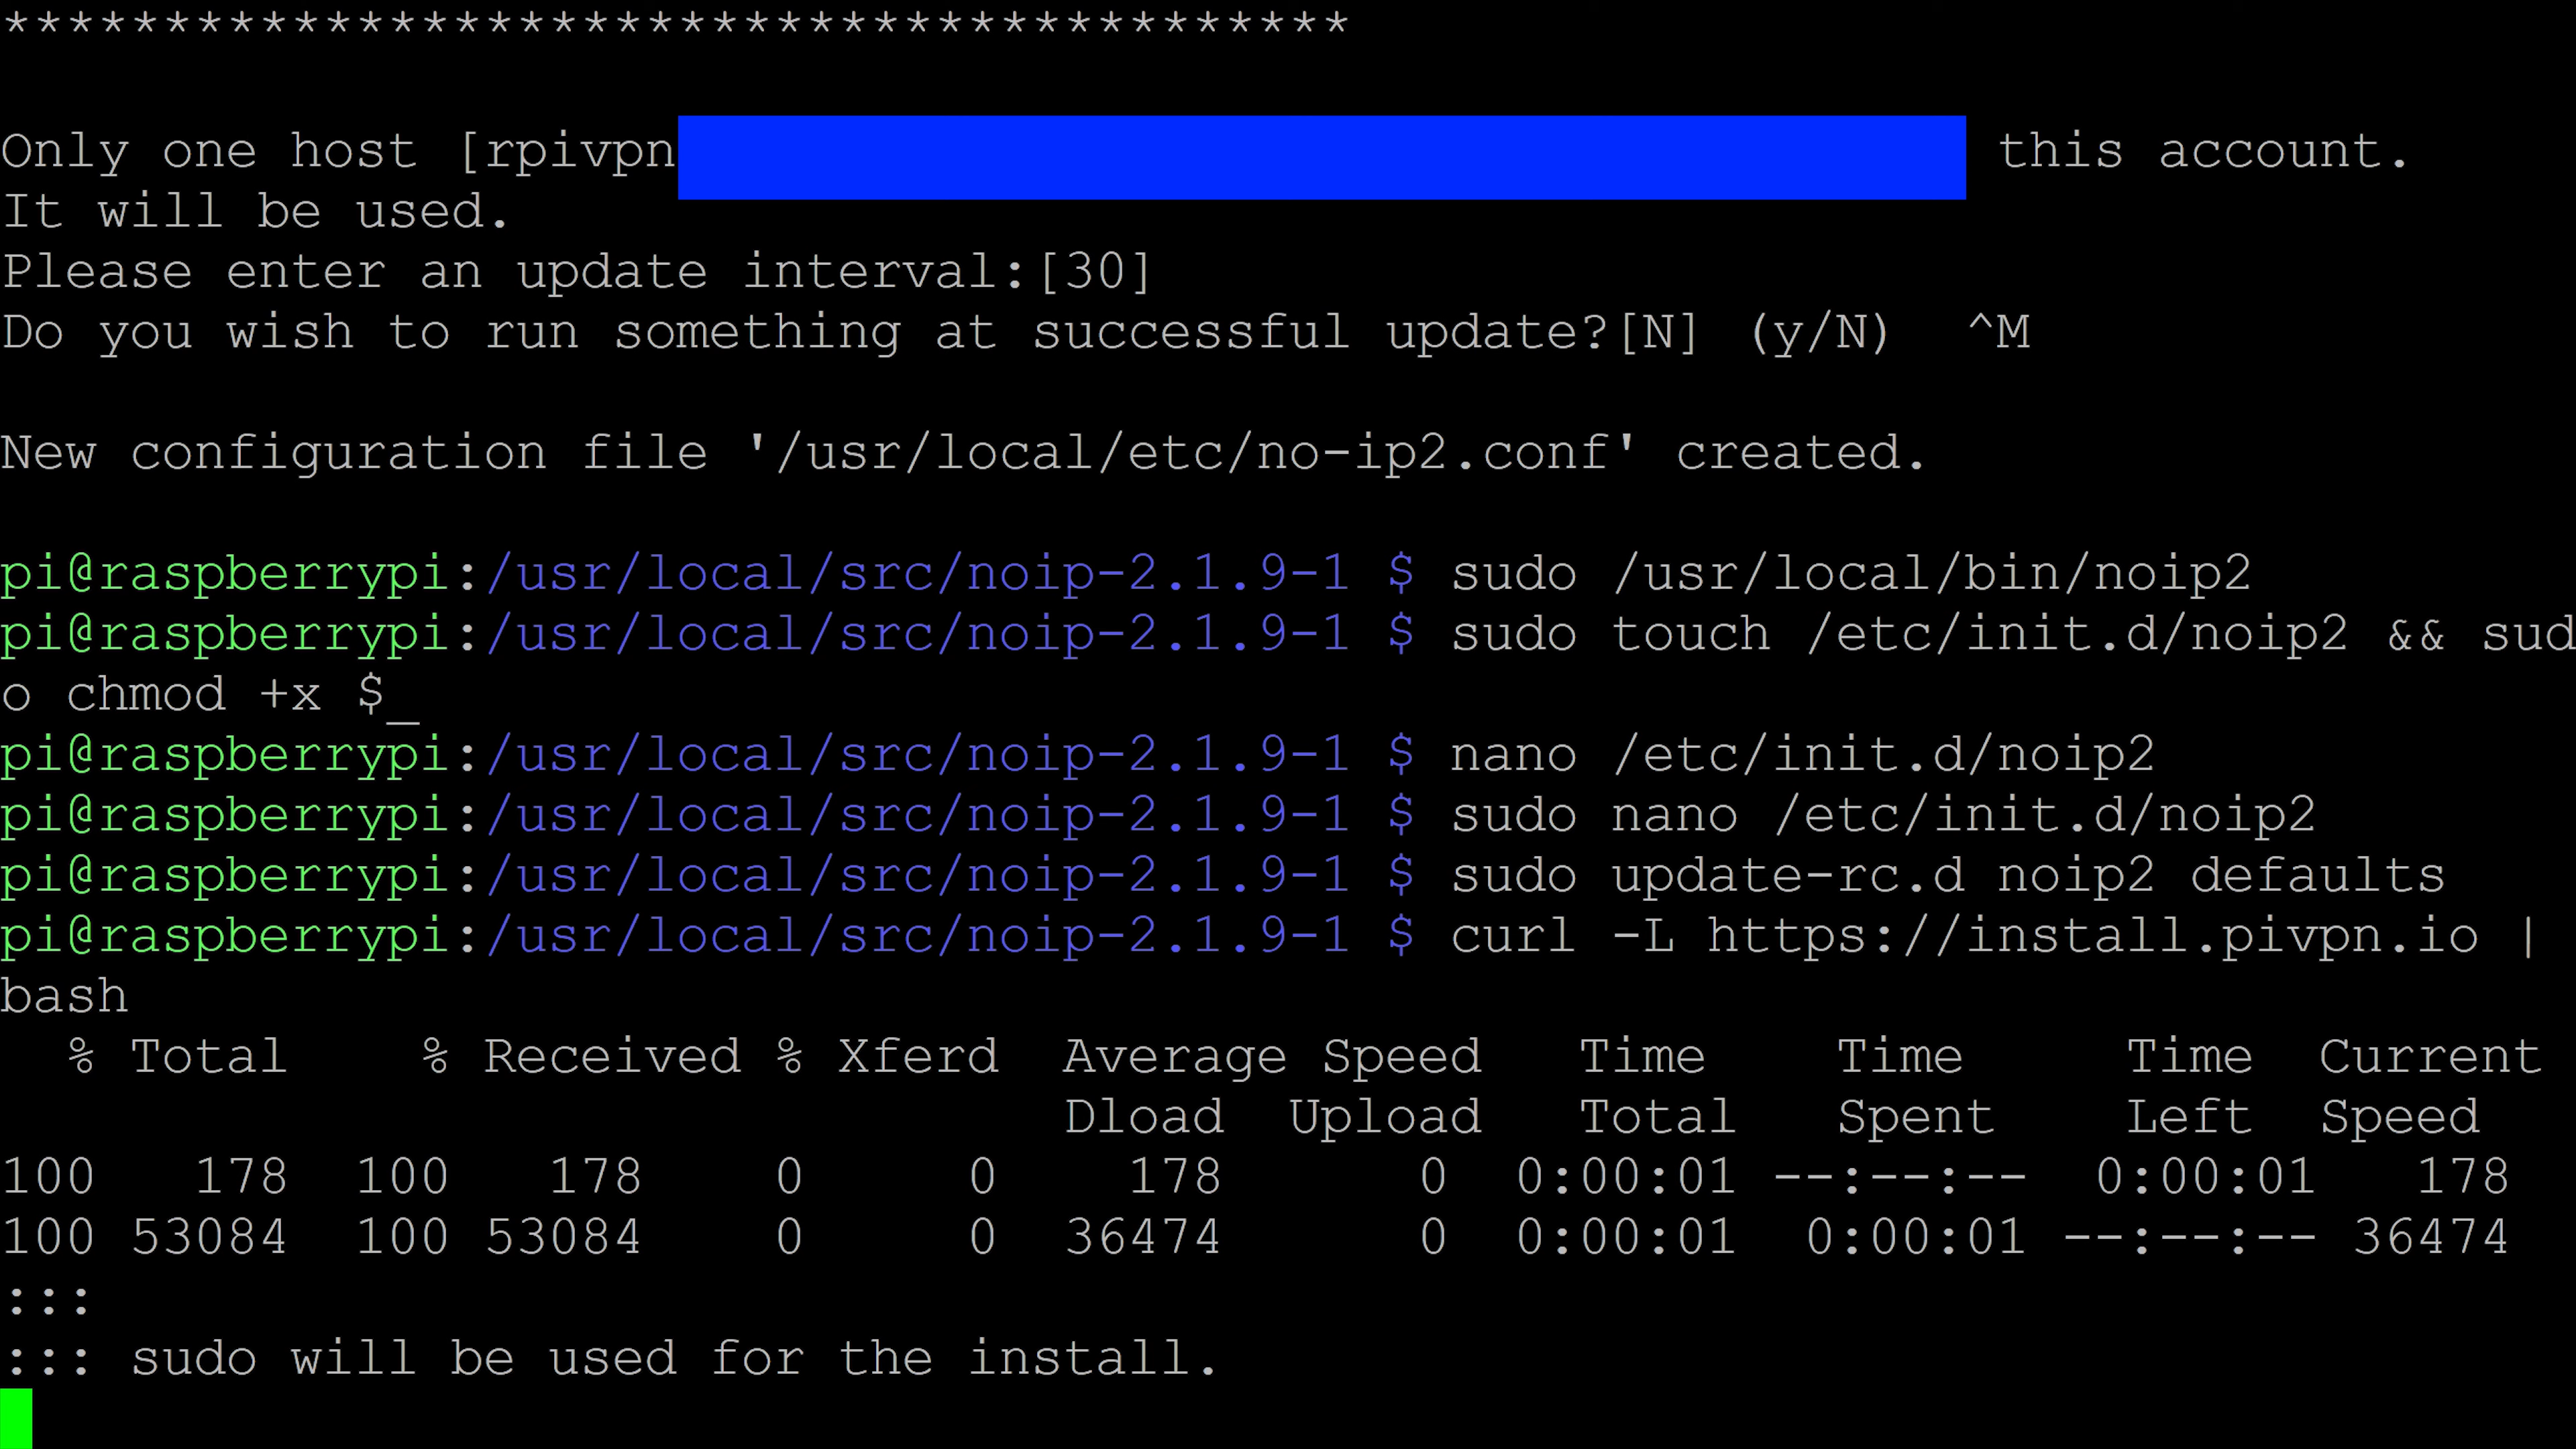 ******************************************
Only one host [rpivpn this account.
It will be used.
Please enter an update interval:[30]
Do you wish to run something at successful update?[N] (y/N)  ^M
New configuration file '/usr/local/etc/no-ip2.conf' created.
pi@raspberrypi:/usr/local/src/noip-2.1.9-1 $ sudo /usr/local/bin/noip2
pi@raspberrypi:/usr/local/src/noip-2.1.9-1 $ sudo touch /etc/init.d/noip2 && sud
o chmod +x $_
pi@raspberrypi:/usr/local/src/noip-2.1.9-1 $ nano /etc/init.d/noip2
pi@raspberrypi:/usr/local/src/noip-2.1.9-1 $ sudo nano /etc/init.d/noip2
pi@raspberrypi:/usr/local/src/noip-2.1.9-1 $ sudo update-rc.d noip2 defaults
pi@raspberrypi:/usr/local/src/noip-2.1.9-1 $ curl -L https://install.pivpn.io |
bash
  % Total    % Received % Xferd  Average Speed   Time    Time     Time  Current
                                 Dload  Upload   Total   Spent    Left  Speed
100   178  100   178    0     0    178      0  0:00:01 --:--:--  0:00:01   178
100 53084  100 53084    0     0  36474      0  0:00:01  0:00:01 --:--:-- 36474
:::
::: sudo will be used for the install.